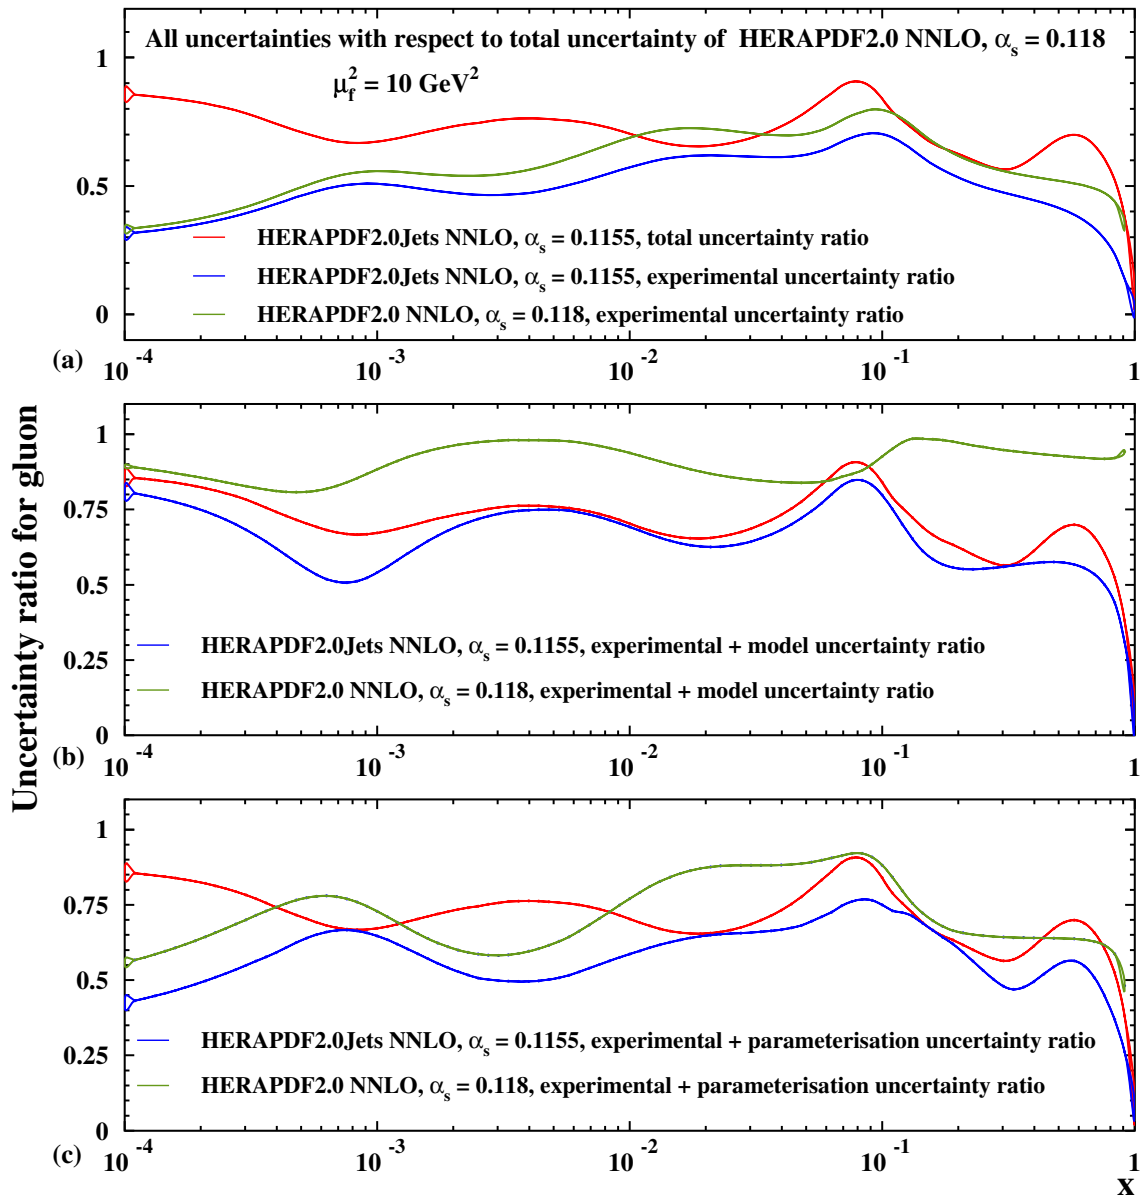 All uncertainties with respect to total uncertainty of HERAPDF2.0 NNLO, αs = 0.118
μf² = 10 GeV²
1
0.5
0
HERAPDF2.0Jets NNLO, αs = 0.1155, total uncertainty ratio
HERAPDF2.0Jets NNLO, αs = 0.1155, experimental uncertainty ratio
HERAPDF2.0 NNLO, αs = 0.118, experimental uncertainty ratio
(a)
10⁻⁴ 10⁻³ 10⁻² 10⁻¹ 1
Uncertainty ratio for gluon
1
0.75
0.5
0.25
0
HERAPDF2.0Jets NNLO, αs = 0.1155, experimental + model uncertainty ratio
HERAPDF2.0 NNLO, αs = 0.118, experimental + model uncertainty ratio
(b)
10⁻⁴ 10⁻³ 10⁻² 10⁻¹ 1
1
0.75
0.5
0.25
0
HERAPDF2.0Jets NNLO, αs = 0.1155, experimental + parameterisation uncertainty ratio
HERAPDF2.0 NNLO, αs = 0.118, experimental + parameterisation uncertainty ratio
(c)
10⁻⁴ 10⁻³ 10⁻² 10⁻¹ 1
x